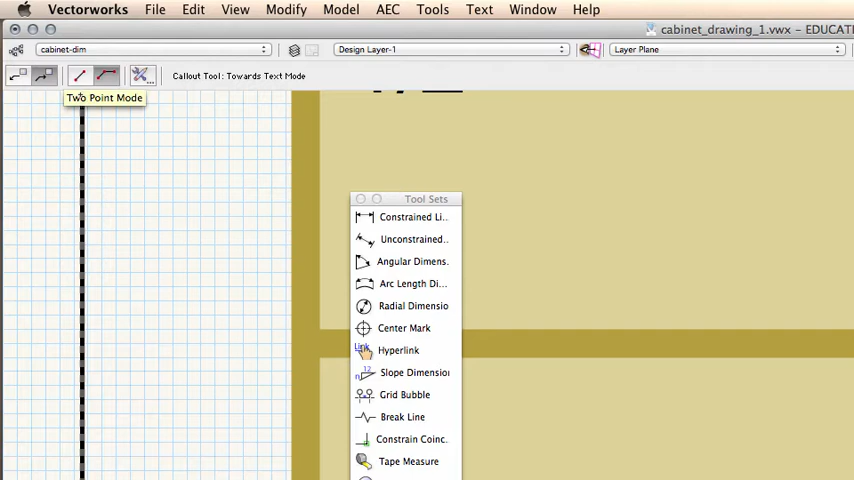 Vectorworks File Edit View Modify Model AEC Tools Text Window Help
cabinet_drawing_1.vwx - EDUCATI
cabinet-dim Design Layer-1 Layer Plane
Callout Tool: Towards Text Mode
Two Point Mode
Tool Sets
Constrained Li..
Unconstrained..
Angular Dimens.
Arc Length Di...
Radial Dimensio
Center Mark
Hyperlink
Slope Dimension
Grid Bubble
Break Line
Constrain Coinc.
Tape Measure